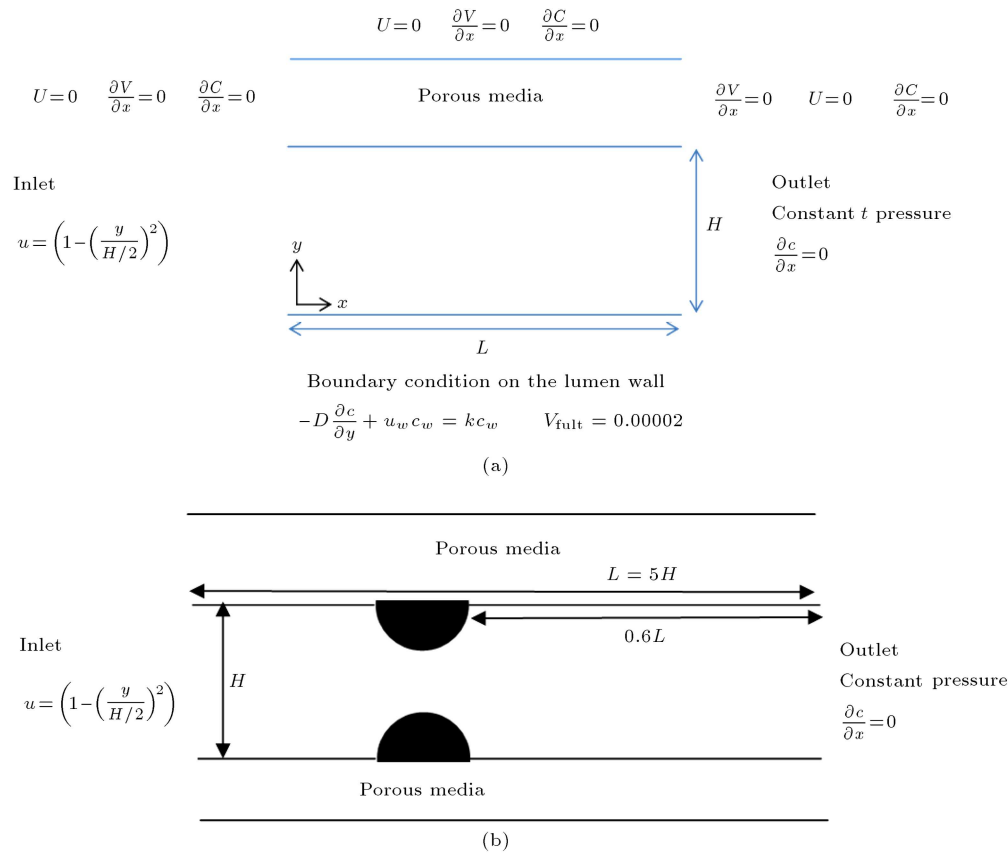 U=0 ∂V/∂x=0 ∂C/∂x=0
U=0 ∂V/∂x=0 ∂C/∂x=0
Porous media
∂V/∂x=0 U=0 ∂C/∂x=0
Inlet
u=(1−(y/H/2)²)
Outlet
Constant t pressure
∂c/∂x=0
H
y
x
L
Boundary condition on the lumen wall
−D ∂c/∂y + u_w c_w = kc_w V_fult = 0.00002
(a)
Porous media
L = 5H
0.6L
Inlet
u=(1−(y/H/2)²)
H
Outlet
Constant pressure
∂c/∂x=0
Porous media
(b)